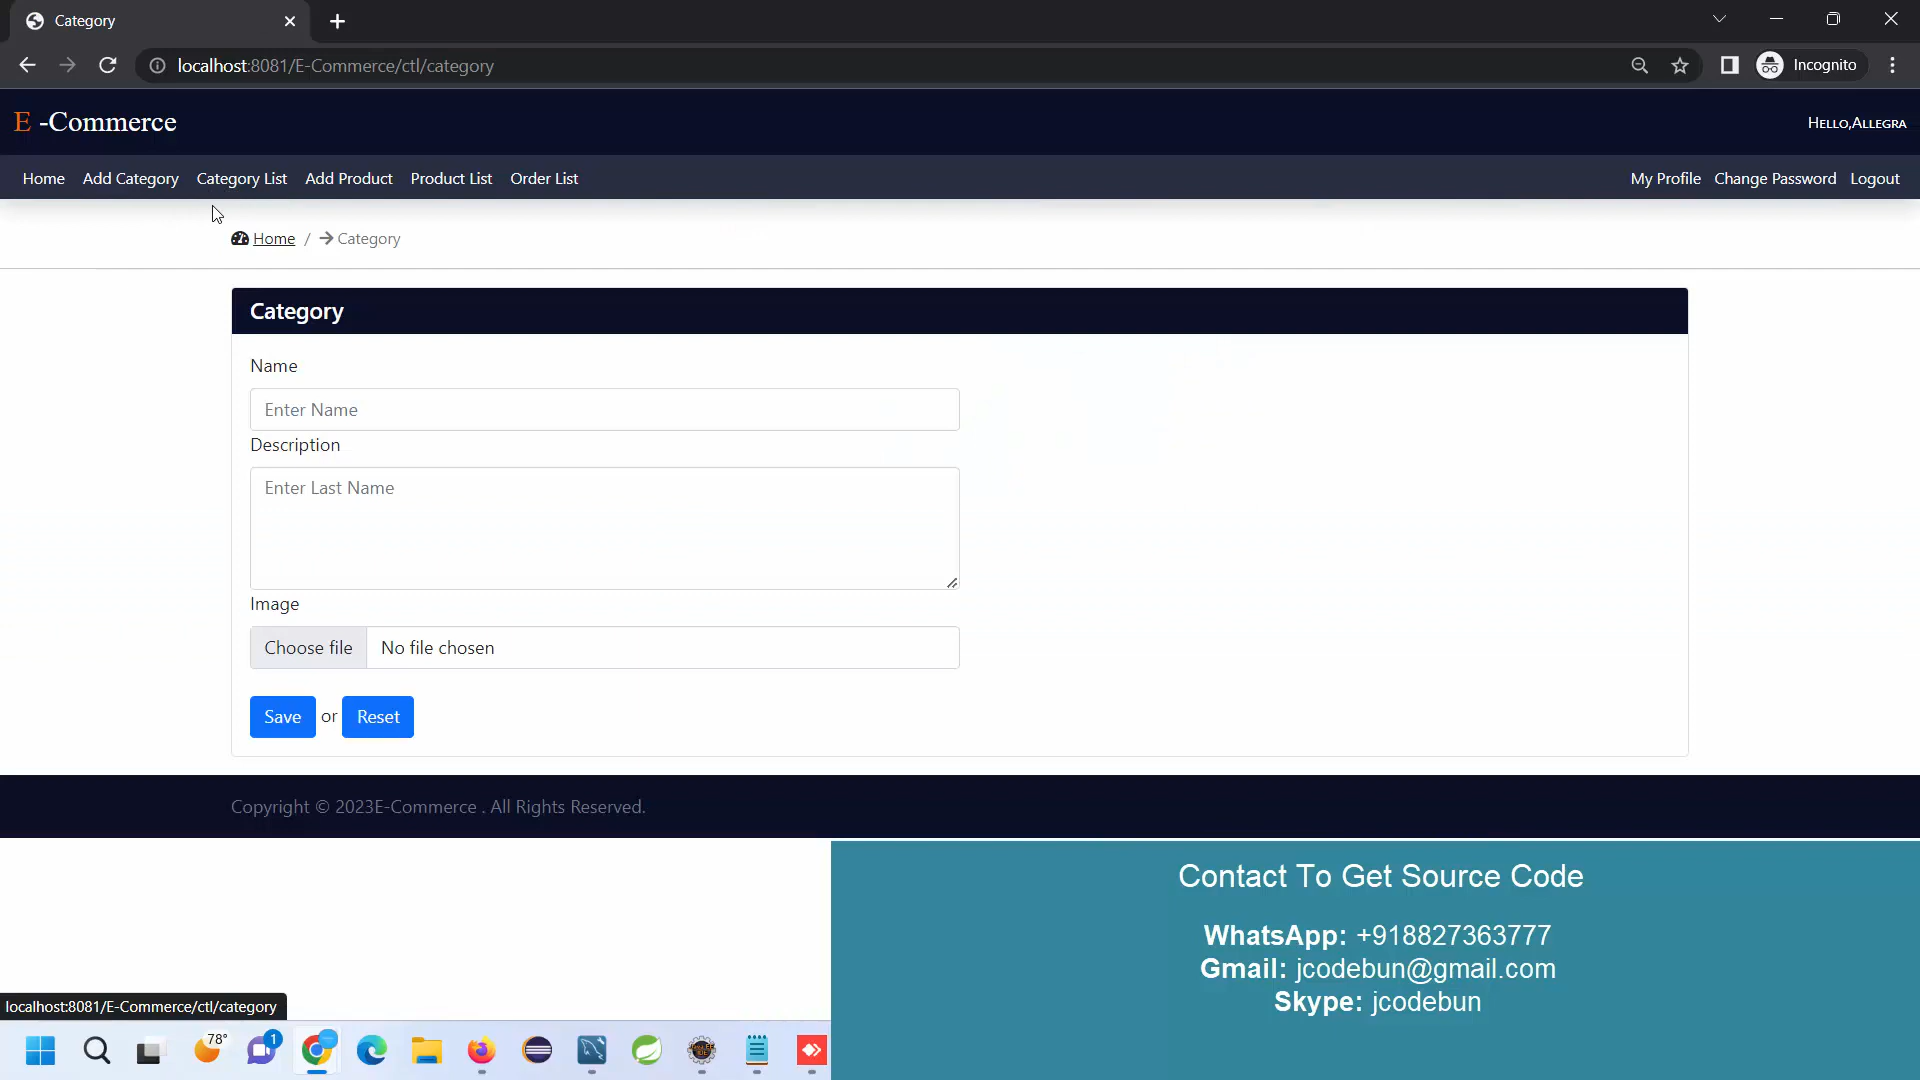 Category
localhost:8081/E-Commerce/ctl/category
Incognito
E -Commerce
Hello,Allegra
Home Add Category Category List Add Product Product List Order List
My Profile Change Password Logout
Home / Category
Category
Name
Enter Name
Description
Enter Last Name
Image
Choose file No file chosen
Save or Reset
Copyright © 2023E-Commerce . All Rights Reserved.
Contact To Get Source Code
WhatsApp: +918827363777
Gmail: jcodebun@gmail.com
Skype: jcodebun
localhost:8081/E-Commerce/ctl/category
78°
1